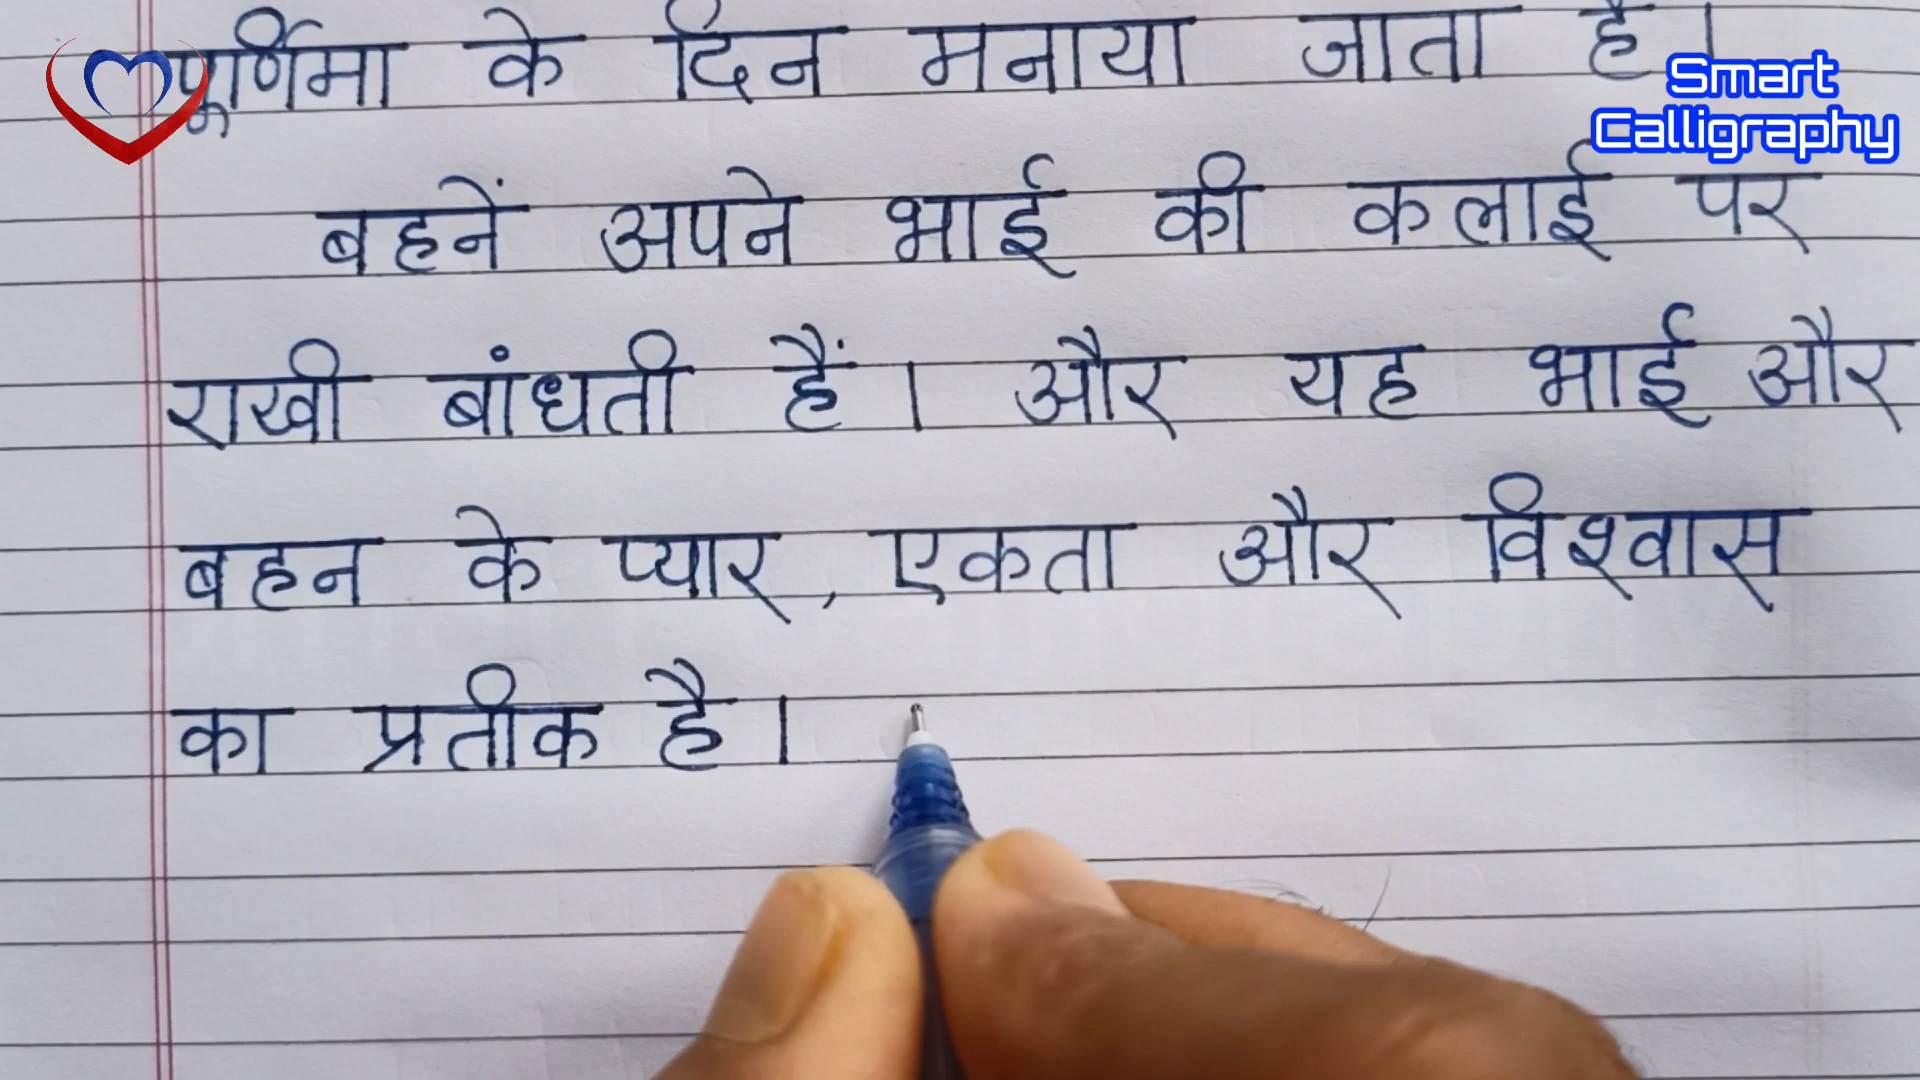 पूर्णिमा के दिन मनाया जाता है।
Smart
Calligraphy
बहनें अपने भाई की कलाई पर
राखी बांधती हैं। और यह भाई और
बहन के प्यार, एकता और विश्वास
का प्रतीक है।